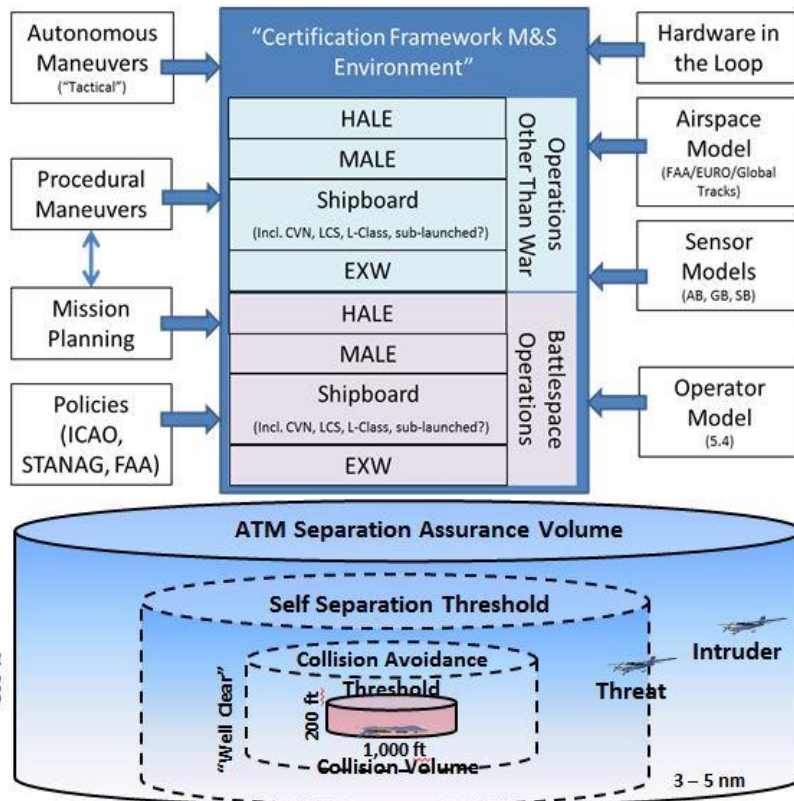 Autonomous
Maneuvers
("Tactical")
Procedural
Maneuvers
Mission
Planning
Policies
(ICAO,
STANAG, FAA)
"Certification Framework M&S
Environment"
HALE
MALE
Shipboard
(Incl. CVN, LCS, L-Class, sub-launched?)
EXW
Operations
Other Than War
HALE
MALE
Shipboard
(Incl. CVN, LCS, L-Class, sub-launched?)
EXW
Battlespace
Operations
Hardware in
the Loop
Airspace
Model
(FAA/EURO/Global
Tracks)
Sensor
Models
(AB, GB, SB)
Operator
Model
(5.4)
ATM Separation Assurance Volume
Self Separation Threshold
Collision Avoidance
Threshold
"Well Clear"
200 ft
1,000 ft
Collision Volume
Threat
Intruder
3 – 5 nm